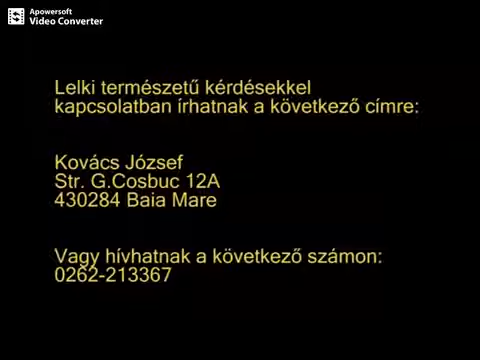 Apowersoft
Video Converter
Lelki természetű kérdésekkel
kapcsolatban írhatnak a következő címre:
Kovács József
Str. G.Cosbuc 12A
430284 Baia Mare
Vagy hívhatnak a következő számon:
0262-213367